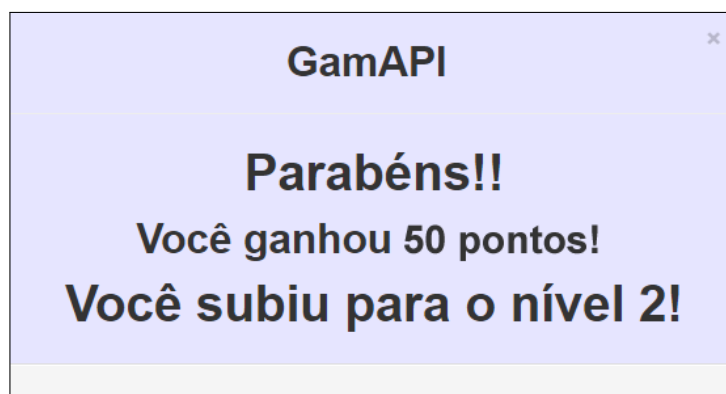 GamAPI
×
Parabéns!!
Você ganhou 50 pontos!
Você subiu para o nível 2!